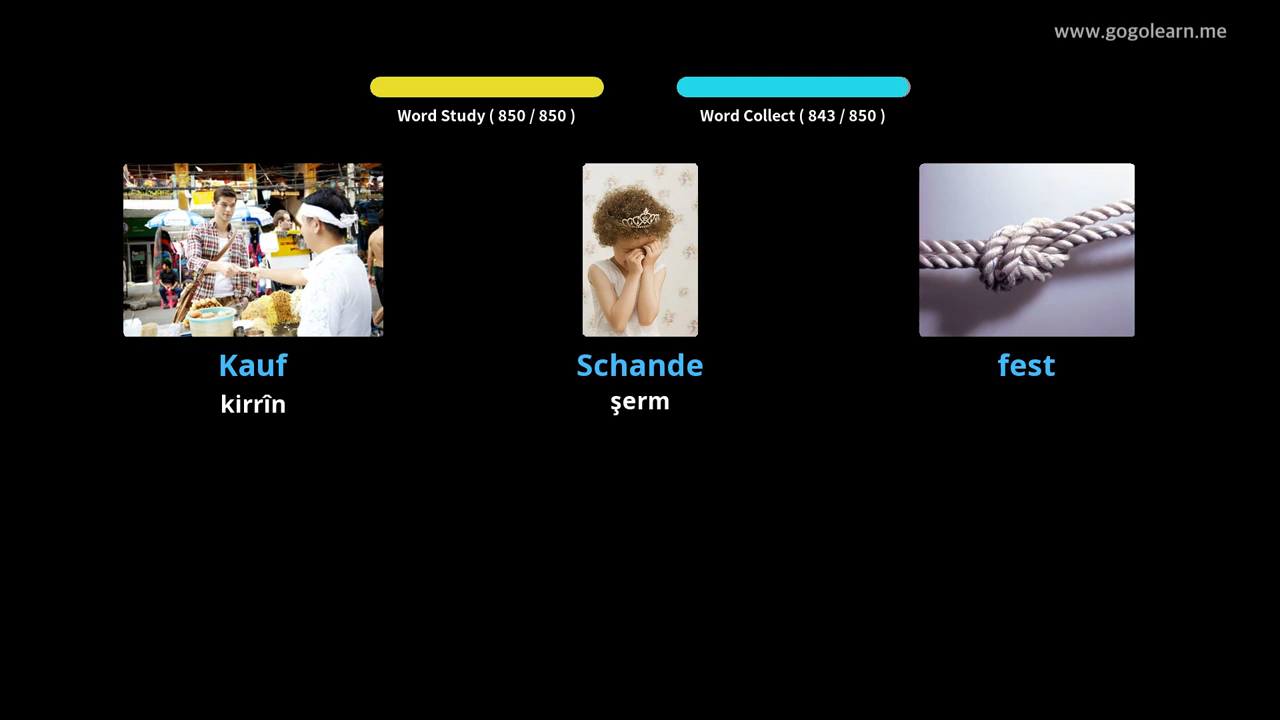 www.gogolearn.me
Word Study ( 850 / 850 )
Word Collect ( 843 / 850 )
Kauf
kirrîn
Schande
şerm
fest